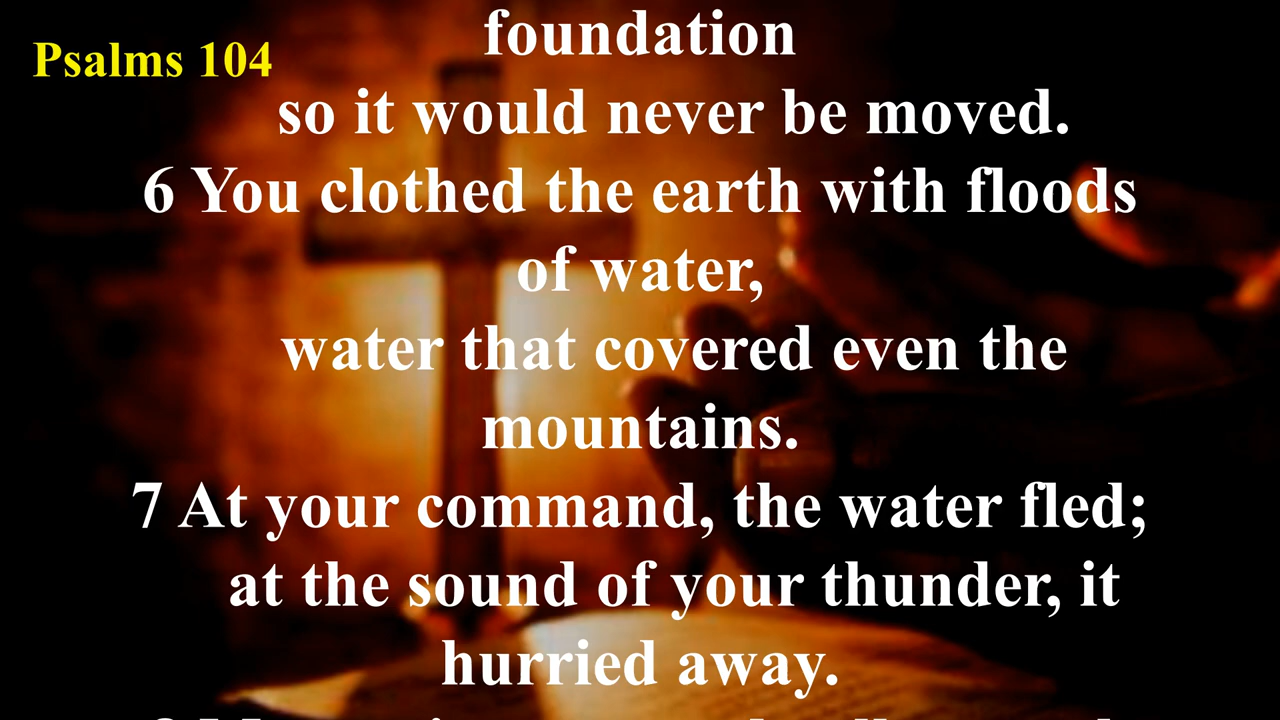 Psalms 104
foundation
so it would never be moved.
6 You clothed the earth with floods
of water,
water that covered even the
mountains.
7 At your command, the water fled;
at the sound of your thunder, it
hurried away.